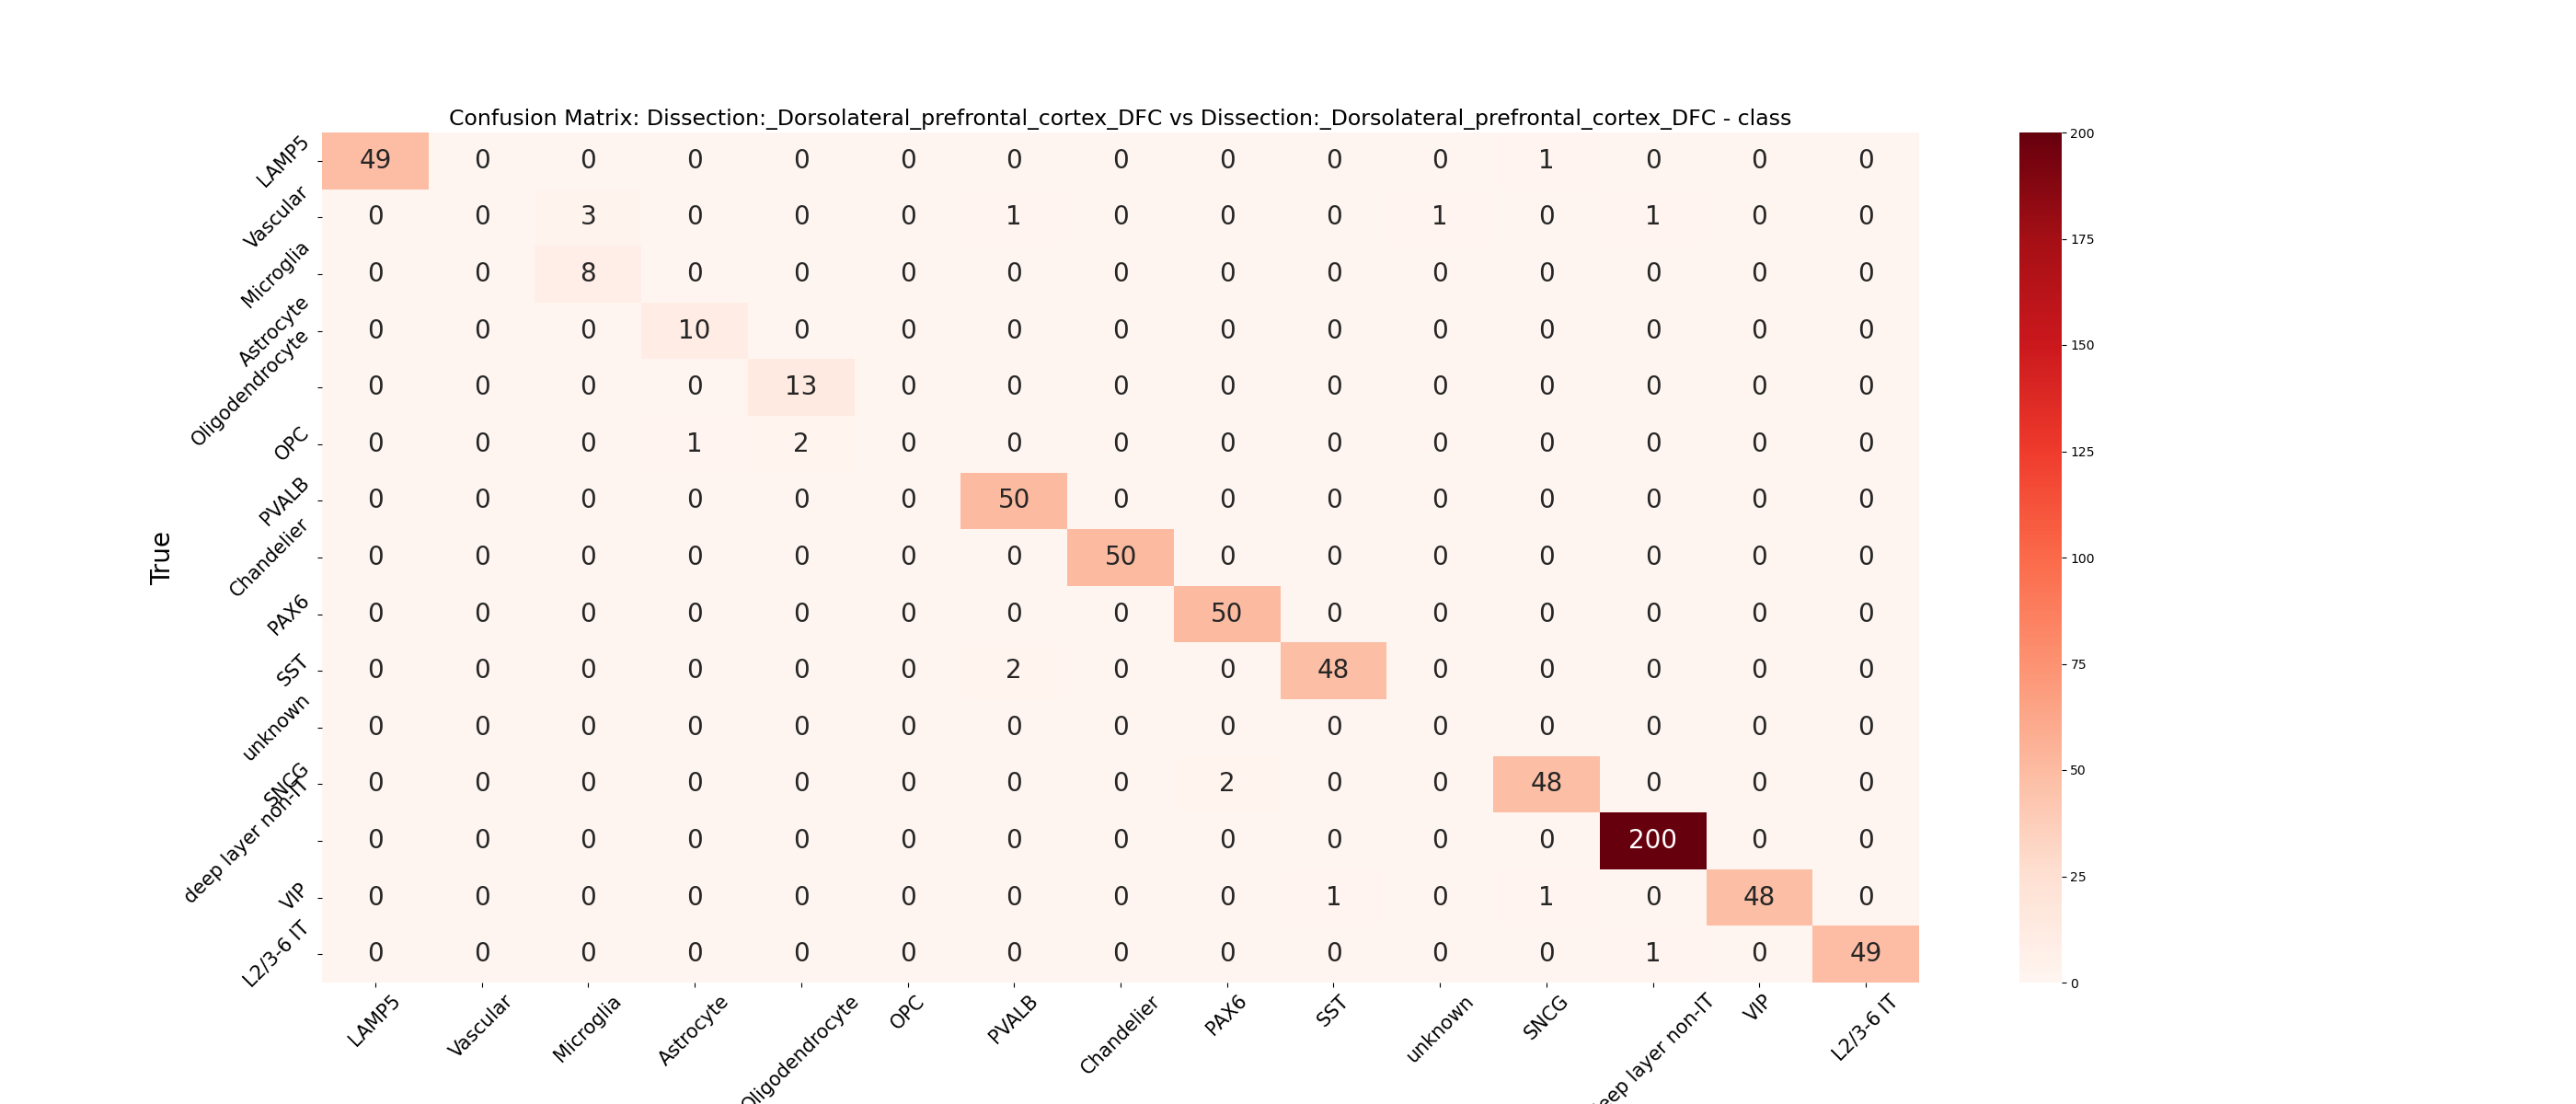 Confusion Matrix: Dissection:_Dorsolateral_prefrontal_cortex_DFC vs Dissection:_Dorsolateral_prefrontal_cortex_DFC - class
True
LAMP5 49 0 0 0 0 0 0 0 0 0 0 1 0 0 0
Vascular 0 0 3 0 0 0 1 0 0 0 1 0 1 0 0
Microglia 0 0 8 0 0 0 0 0 0 0 0 0 0 0 0
Astrocyte 0 0 0 10 0 0 0 0 0 0 0 0 0 0 0
Oligodendrocyte 0 0 0 0 13 0 0 0 0 0 0 0 0 0 0
OPC 0 0 0 1 2 0 0 0 0 0 0 0 0 0 0
PVALB 0 0 0 0 0 0 50 0 0 0 0 0 0 0 0
Chandelier 0 0 0 0 0 0 0 50 0 0 0 0 0 0 0
PAX6 0 0 0 0 0 0 0 0 50 0 0 0 0 0 0
SST 0 0 0 0 0 0 2 0 0 48 0 0 0 0 0
unknown 0 0 0 0 0 0 0 0 0 0 0 0 0 0 0
SNCG 0 0 0 0 0 0 0 0 2 0 0 48 0 0 0
deep layer non-IT 0 0 0 0 0 0 0 0 0 0 0 0 200 0 0
VIP 0 0 0 0 0 0 0 0 0 1 0 1 0 48 0
L2/3-6 IT 0 0 0 0 0 0 0 0 0 0 0 0 1 0 49
LAMP5 Vascular Microglia Astrocyte Oligodendrocyte OPC PVALB Chandelier PAX6 SST unknown SNCG eep layer non-IT VIP L2/3-6 IT
200
175
150
125
100
75
50
25
0